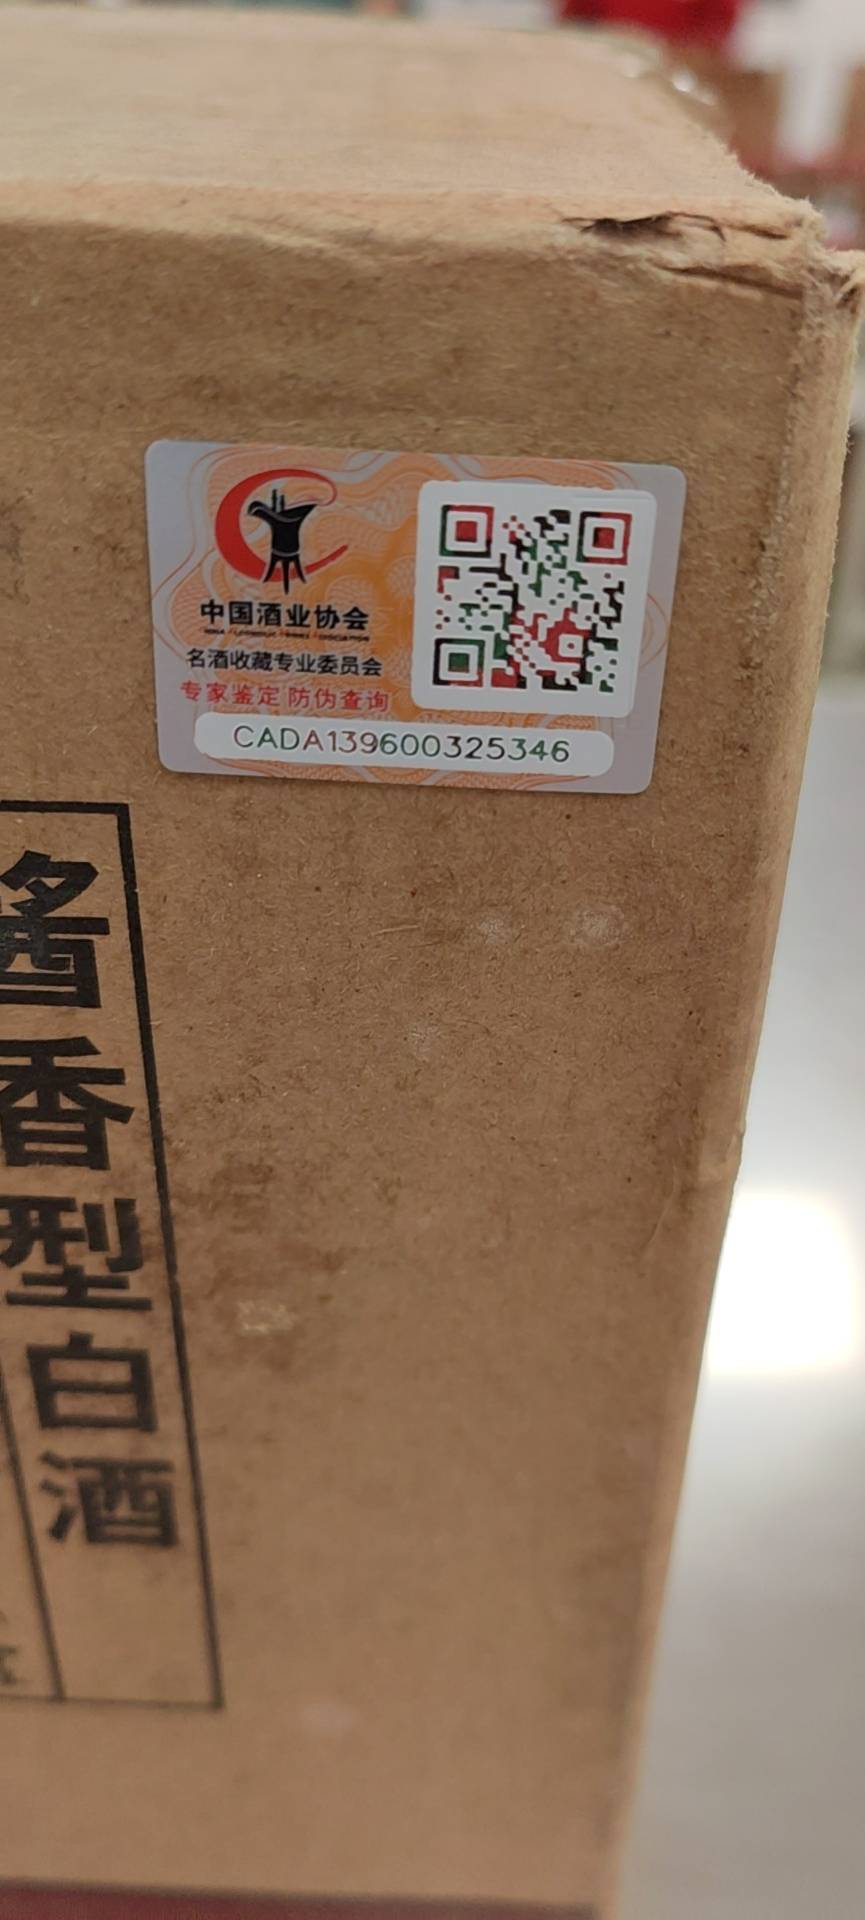 中国酒业协会
名酒收藏专业委员会
专家鉴定 防伪查询
CADA139600325346
酱香型白酒